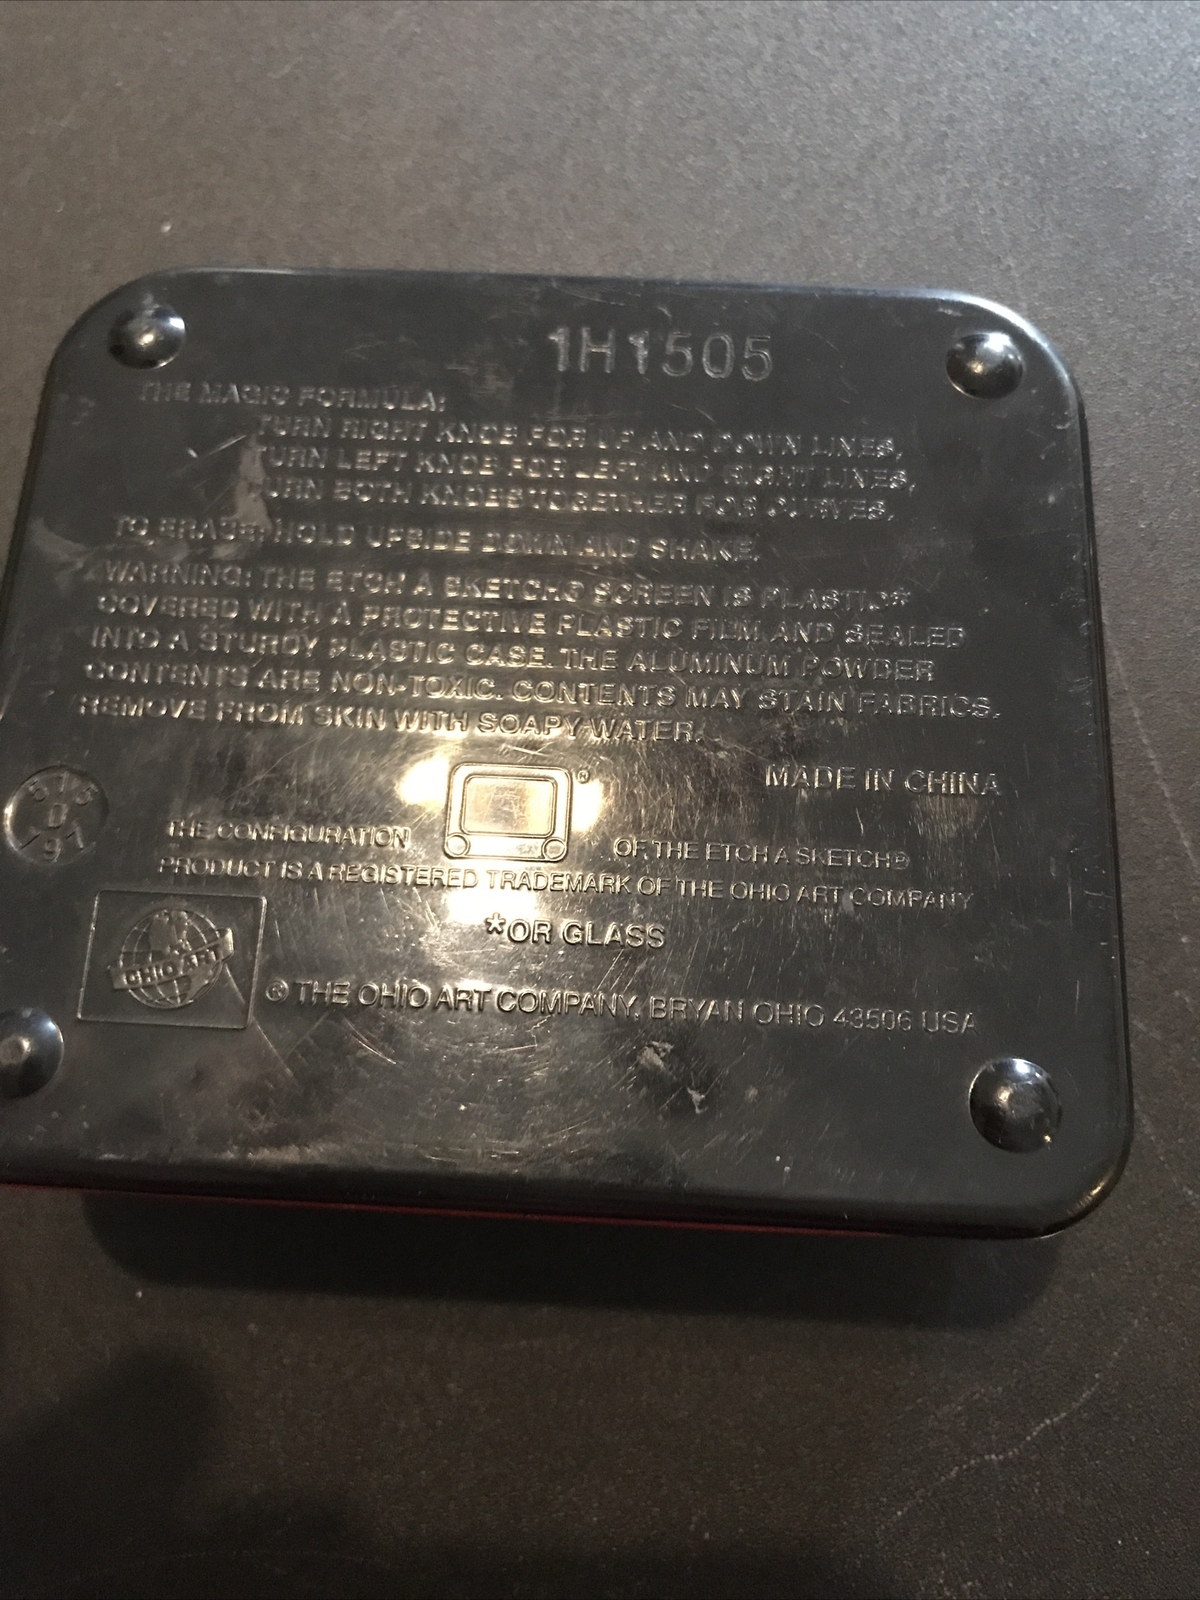 1H1505
THE MAGIC FORMULA:
TURN RIGHT KNOB FOR UP AND DOWN LINES,
TURN LEFT KNOB FOR LEFT AND RIGHT LINES,
TURN BOTH KNOBS TOGETHER FOR CURVES.
TO ERASE: HOLD UPSIDE DOWN AND SHAKE.
WARNING: THE ETCH A SKETCH® SCREEN IS PLASTIC*
COVERED WITH A PROTECTIVE PLASTIC FILM AND SEALED
INTO A STURDY PLASTIC CASE. THE ALUMINUM POWDER
CONTENTS ARE NON-TOXIC. CONTENTS MAY STAIN FABRICS.
REMOVE FROM SKIN WITH SOAPY WATER.
®
MADE IN CHINA
THE CONFIGURATION OF THE ETCH A SKETCH®
PRODUCT IS A REGISTERED TRADEMARK OF THE OHIO ART COMPANY
*OR GLASS
OHIO ART
© THE OHIO ART COMPANY, BRYAN OHIO 43506 USA